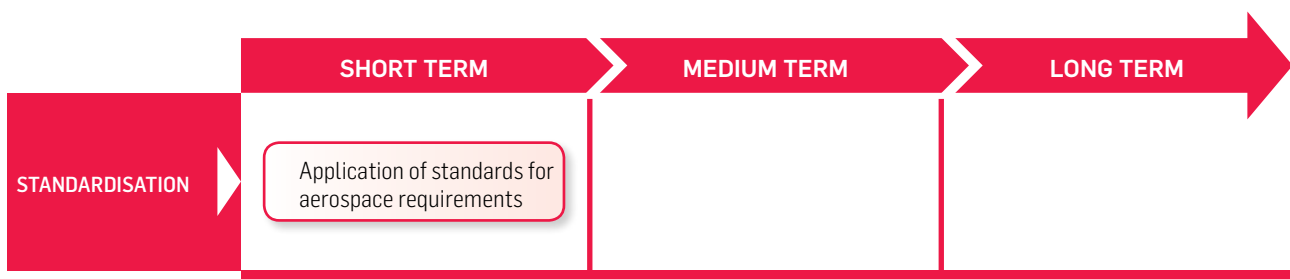 SHORT TERM
MEDIUM TERM
LONG TERM
STANDARDISATION
Application of standards for
aerospace requirements